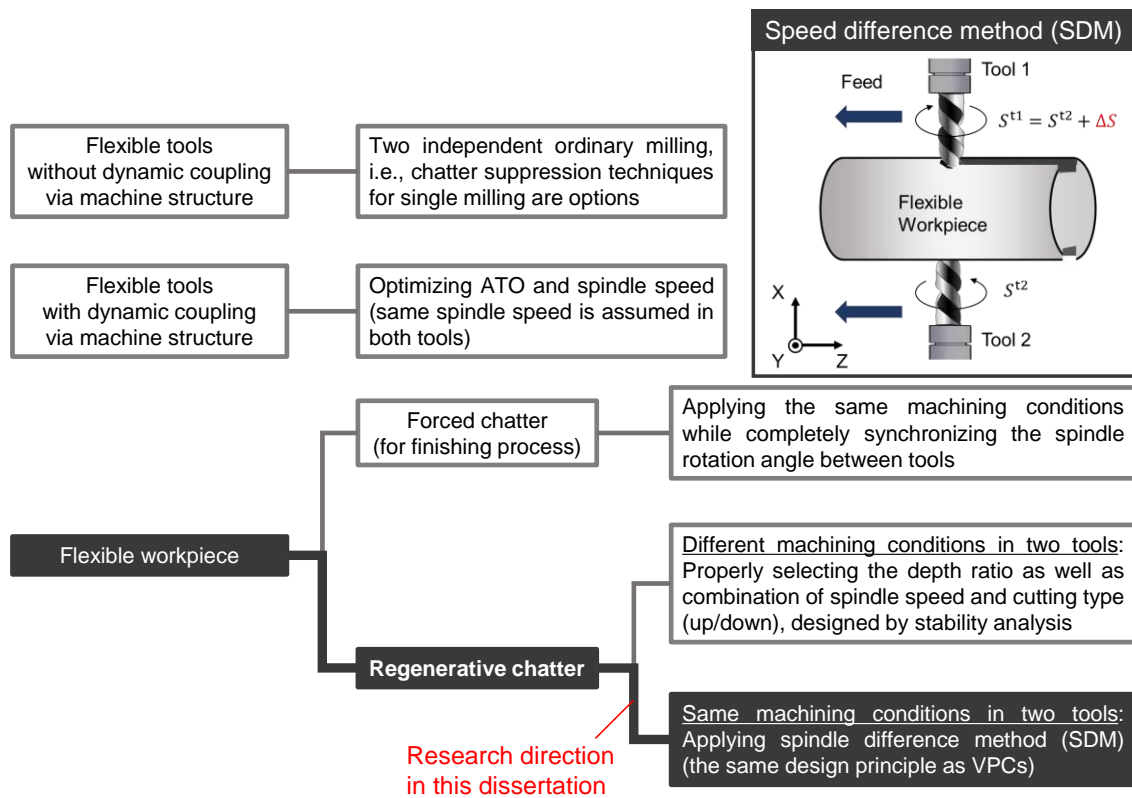 Speed difference method (SDM)
Tool 1
Feed
S^t1 = S^t2 + ΔS
Flexible
Workpiece
S^t2
X
Y
Z
Tool 2
Flexible tools
without dynamic coupling
via machine structure
Two independent ordinary milling,
i.e., chatter suppression techniques
for single milling are options
Flexible tools
with dynamic coupling
via machine structure
Optimizing ATO and spindle speed
(same spindle speed is assumed in
both tools)
Forced chatter
(for finishing process)
Applying the same machining conditions
while completely synchronizing the spindle
rotation angle between tools
Flexible workpiece
Different machining conditions in two tools:
Properly selecting the depth ratio as well as
combination of spindle speed and cutting type
(up/down), designed by stability analysis
Regenerative chatter
Same machining conditions in two tools:
Applying spindle difference method (SDM)
(the same design principle as VPCs)
Research direction
in this dissertation